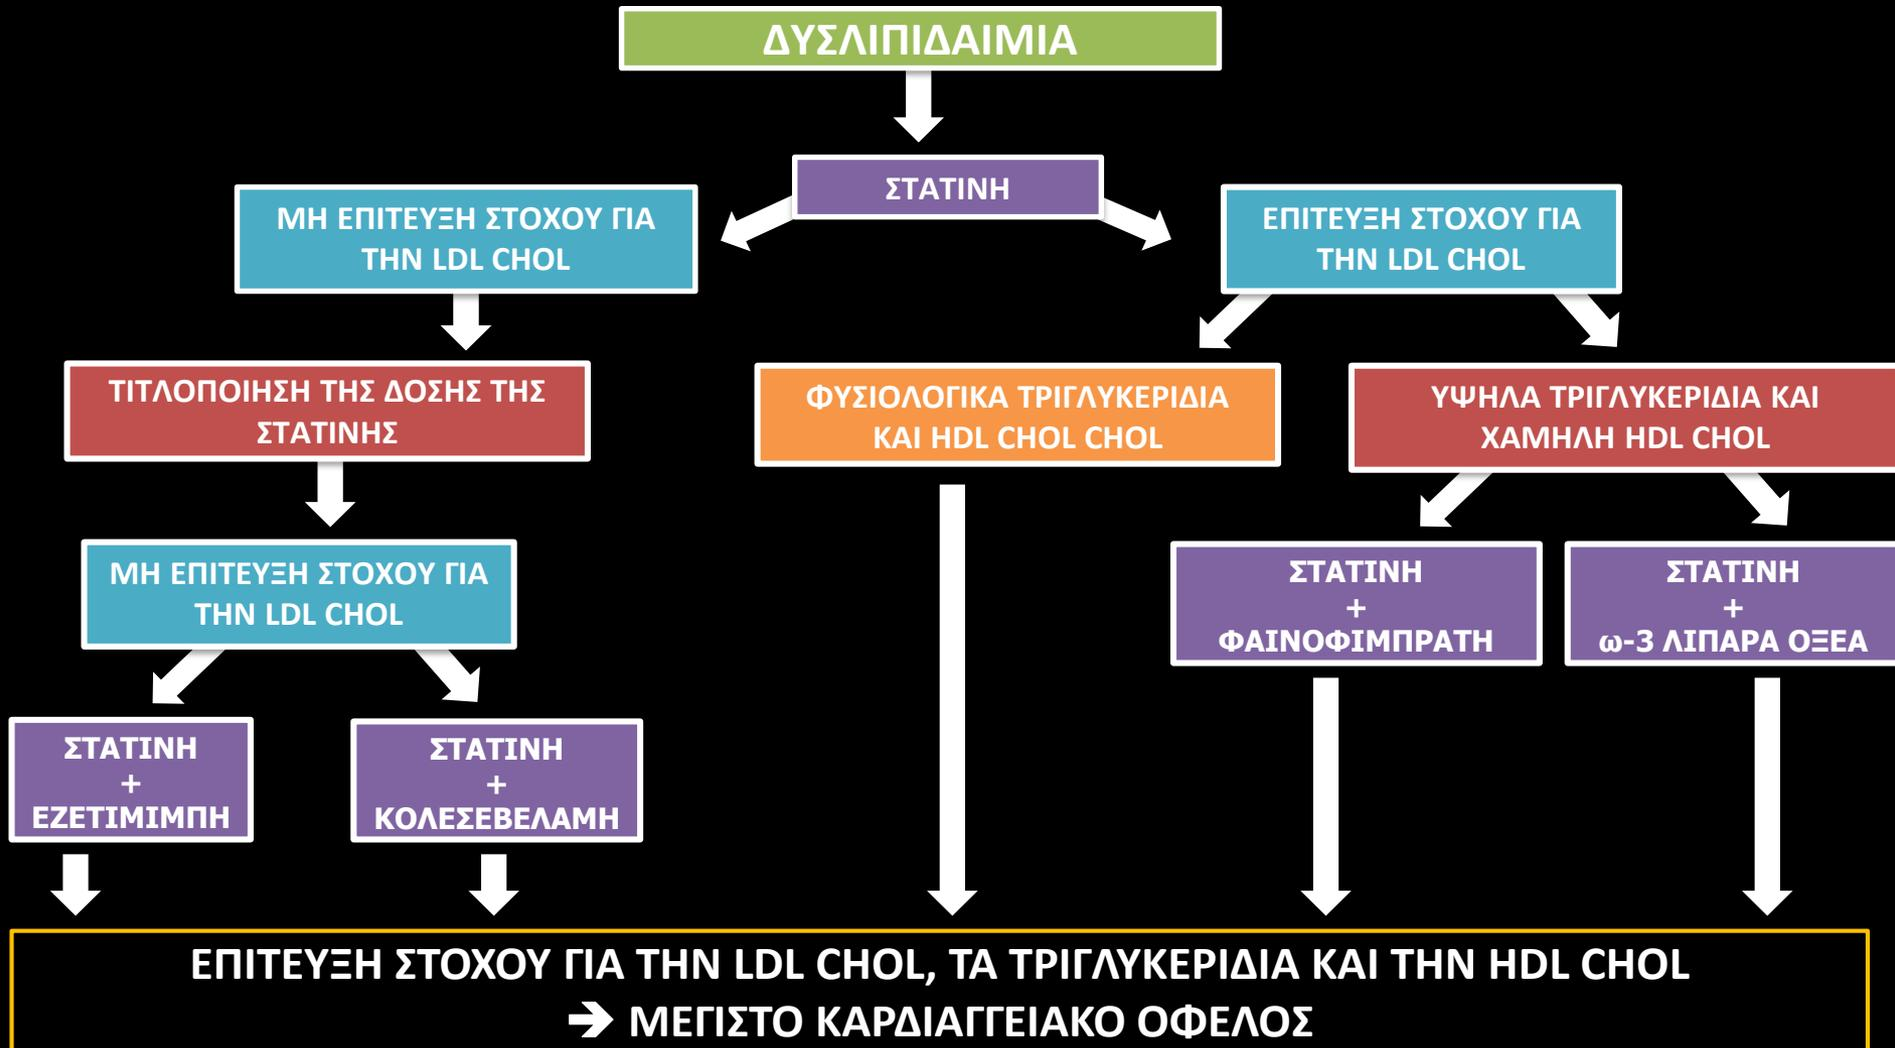 ΔΥΣΛΙΠΙΔΑΙΜΙΑ
ΣΤΑΤΙΝΗ
ΜΗ ΕΠΙΤΕΥΞΗ ΣΤΟΧΟΥ ΓΙΑ
ΤΗΝ LDL CHOL
ΕΠΙΤΕΥΞΗ ΣΤΟΧΟΥ ΓΙΑ
ΤΗΝ LDL CHOL
ΤΙΤΛΟΠΟΙΗΣΗ ΤΗΣ ΔΟΣΗΣ ΤΗΣ
ΣΤΑΤΙΝΗΣ
ΦΥΣΙΟΛΟΓΙΚΑ ΤΡΙΓΛΥΚΕΡΙΔΙΑ
ΚΑΙ HDL CHOL CHOL
ΥΨΗΛΑ ΤΡΙΓΛΥΚΕΡΙΔΙΑ ΚΑΙ
ΧΑΜΗΛΗ HDL CHOL
ΜΗ ΕΠΙΤΕΥΞΗ ΣΤΟΧΟΥ ΓΙΑ
ΤΗΝ LDL CHOL
ΣΤΑΤΙΝΗ
+
ΦΑΙΝΟΦΙΜΠΡΑΤΗ
ΣΤΑΤΙΝΗ
+
ω-3 ΛΙΠΑΡΑ ΟΞΕΑ
ΣΤΑΤΙΝΗ
+
ΕΖΕΤΙΜΙΜΠΗ
ΣΤΑΤΙΝΗ
+
ΚΟΛΕΣΕΒΕΛΑΜΗ
ΕΠΙΤΕΥΞΗ ΣΤΟΧΟΥ ΓΙΑ ΤΗΝ LDL CHOL, ΤΑ ΤΡΙΓΛΥΚΕΡΙΔΙΑ ΚΑΙ ΤΗΝ HDL CHOL
➔ ΜΕΓΙΣΤΟ ΚΑΡΔΙΑΓΓΕΙΑΚΟ ΟΦΕΛΟΣ